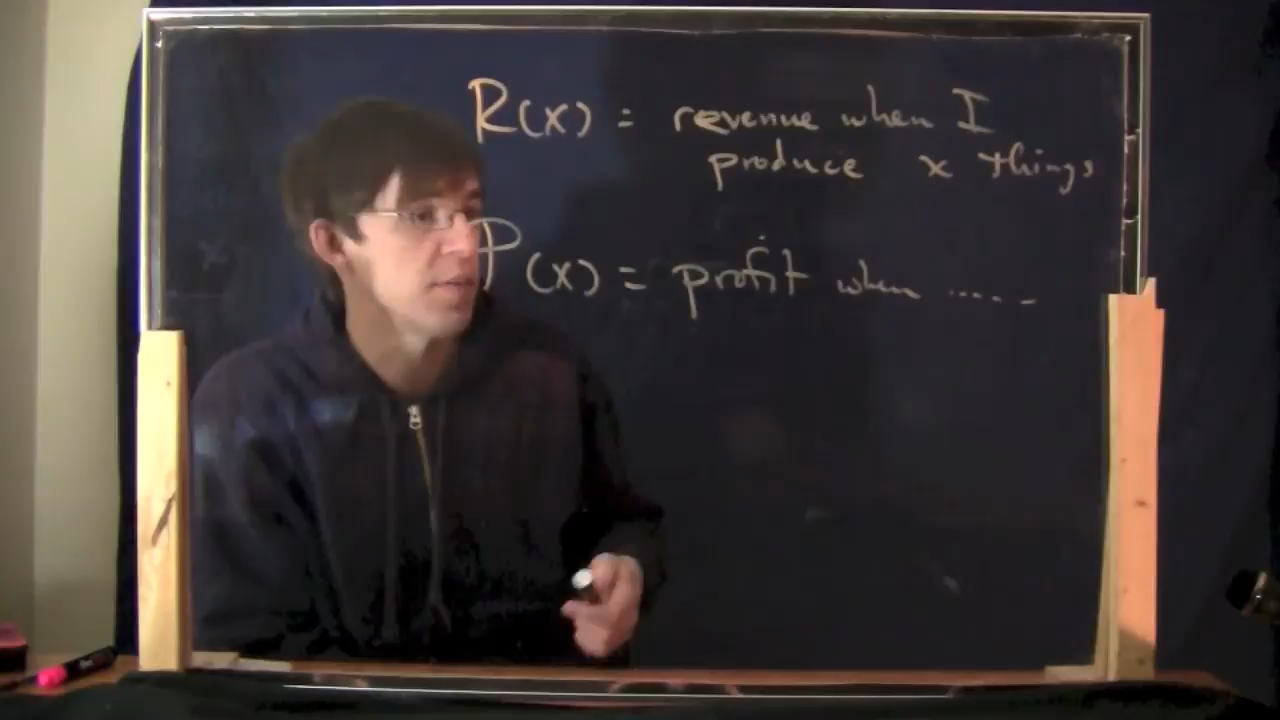 R(x) = revenue when I
produce x things
P(x) = profit when .....